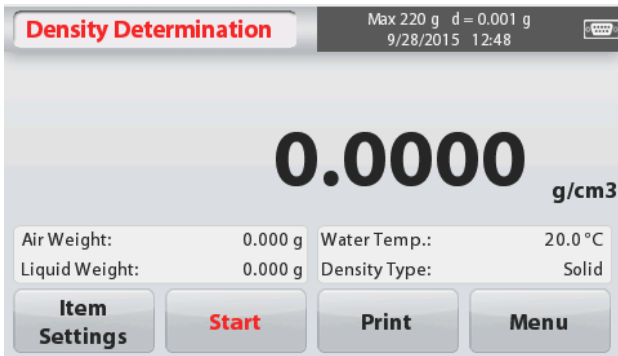 Density Determination
Max 220 g d = 0.001 g
9/28/2015 12:48
0.0000
g/cm3
Air Weight: 0.000 g Water Temp.: 20.0°C
Liquid Weight: 0.000 g Density Type: Solid
Item
Settings
Start
Print
Menu